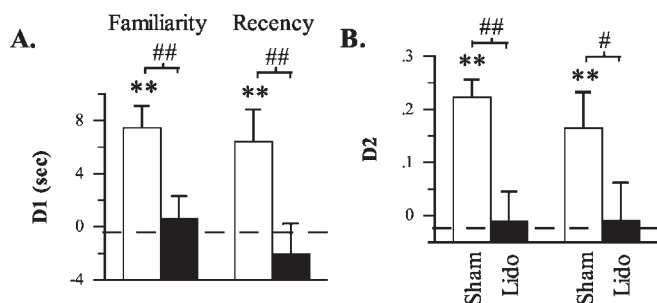 A.
Familiarity Recency
## ##
** **
D1 (sec)
8
4
0
-4
B.
## #
** **
D2
.3
.2
.1
0
Sham Lido Sham Lido